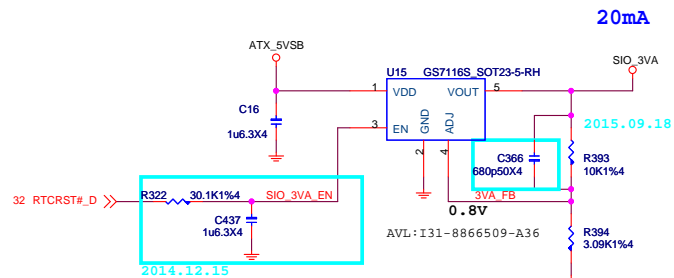 20mA
ATX_5VSB
SIO_3VA
U15 GS7116S_SOT23-5-RH
1 VDD VOUT 5
C16
1u6.3X4
3 EN GND ADJ
2 4
2015.09.18
C366
680p50X4
R393
10K1%4
32 RTCRST#_D R322 30.1K1%4 SIO_3VA_EN
3VA_FB
0.8V
C437
1u6.3X4
AVL:I31-8866509-A36
R394
3.09K1%4
2014.12.15